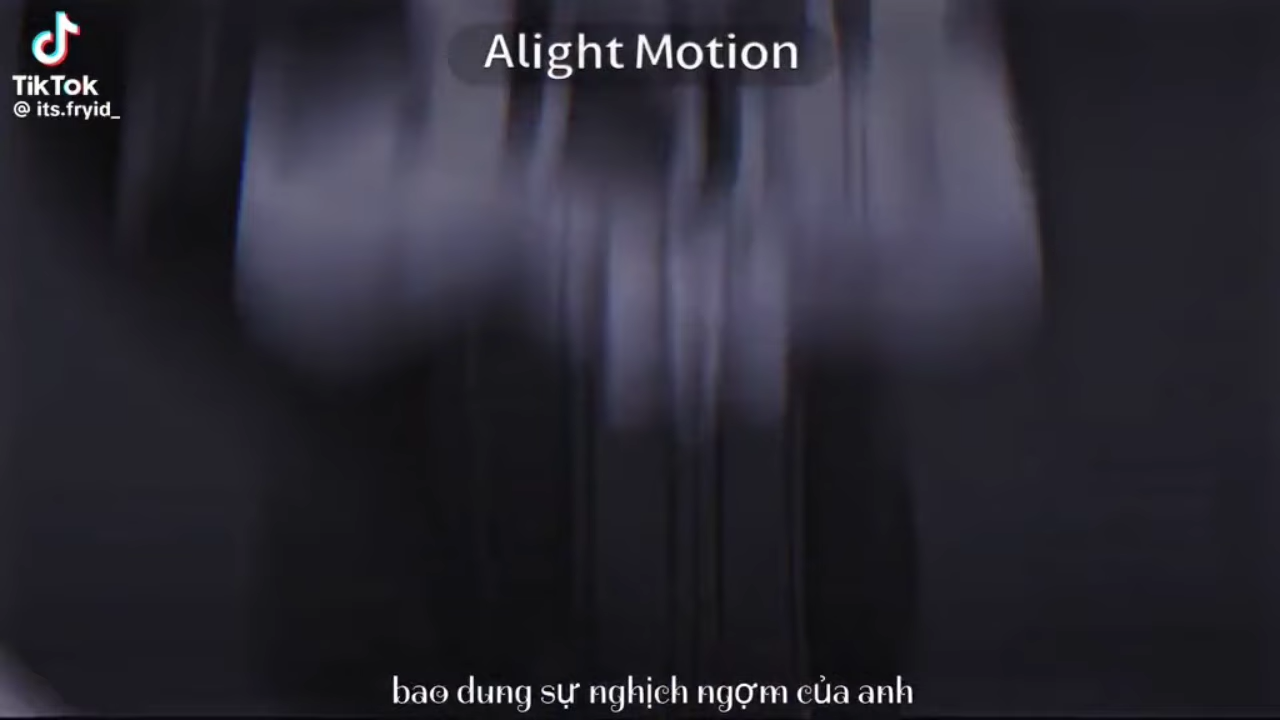 Alight Motion
TikTok
@ its.fryid_
bao dung sự nghịch ngợm của anh